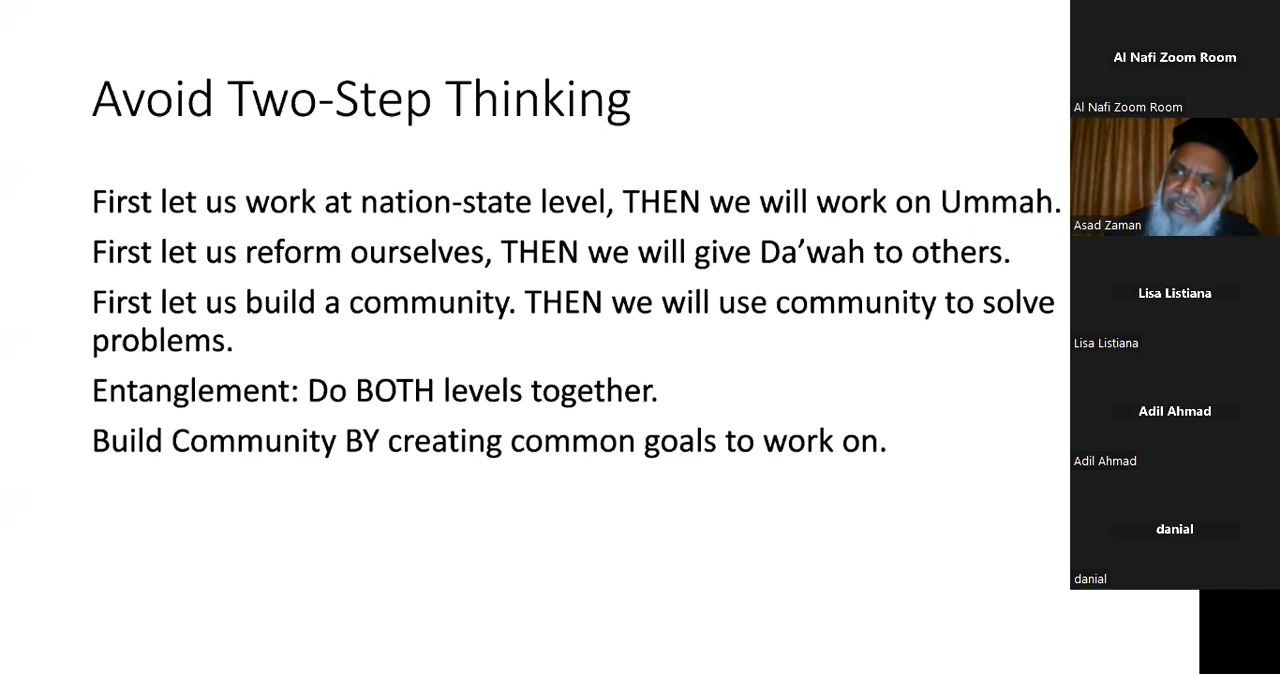 Avoid Two-Step Thinking
First let us work at nation-state level, THEN we will work on Ummah.
First let us reform ourselves, THEN we will give Da’wah to others.
First let us build a community. THEN we will use community to solve
problems.
Entanglement: Do BOTH levels together.
Build Community BY creating common goals to work on.
Al Nafi Zoom Room
Al Nafi Zoom Room
Asad Zaman
Lisa Listiana
Lisa Listiana
Adil Ahmad
Adil Ahmad
danial
danial